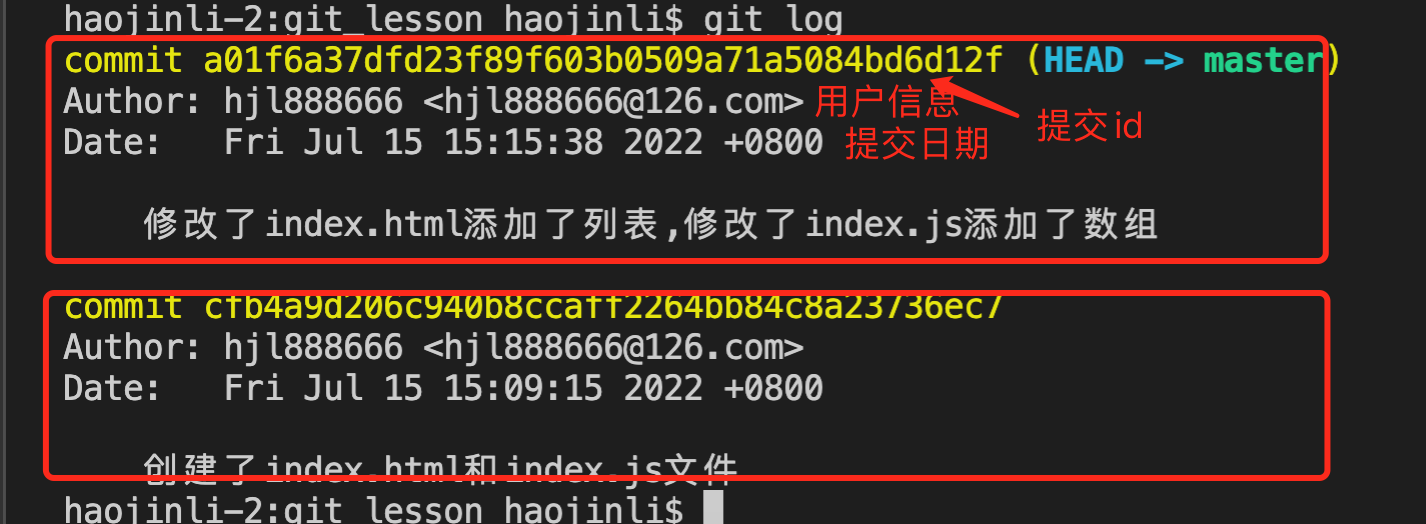 haojinli-2:git_lesson haojinli$ git log
commit a01f6a37dfd23f89f603b0509a71a5084bd6d12f (HEAD -> master)
Author: hjl888666 <hjl888666@126.com> 用户信息
提交id
Date:   Fri Jul 15 15:15:38 2022 +0800 提交日期
修改了index.html添加了列表,修改了index.js添加了数组
commit cfb4a9d206c940b8ccaff2264bb84c8a23736ec7
Author: hjl888666 <hjl888666@126.com>
Date:   Fri Jul 15 15:09:15 2022 +0800
创建了index.html和index.js文件
haojinli-2:git_lesson haojinli$